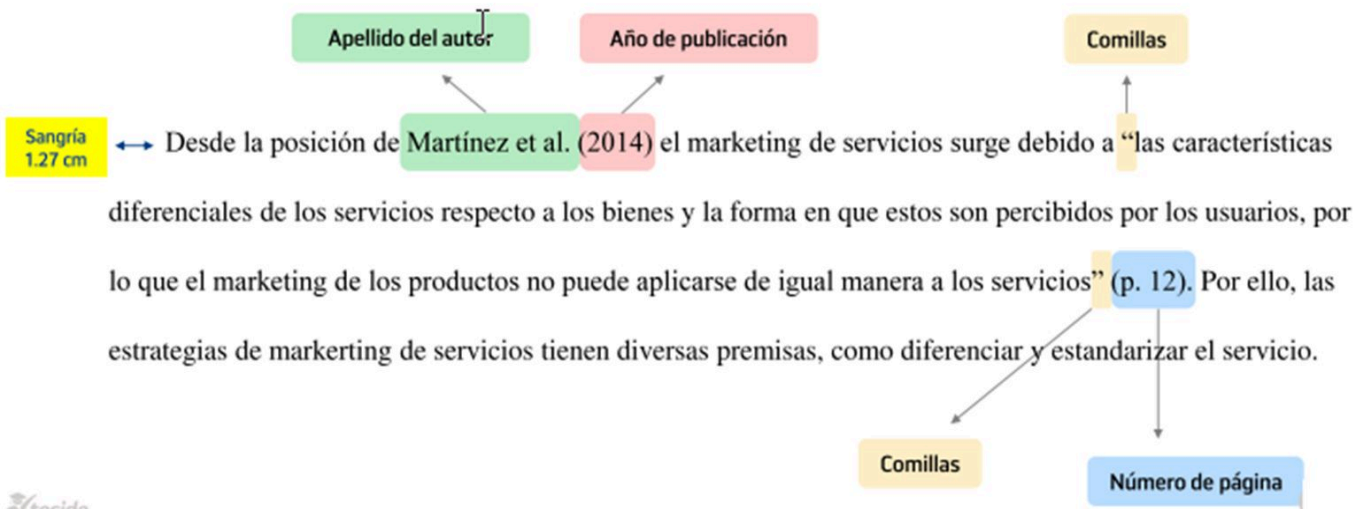 Apellido del autor
Año de publicación
Comillas
Sangría
1.27 cm
Desde la posición de Martínez et al. (2014) el marketing de servicios surge debido a “las características
diferenciales de los servicios respecto a los bienes y la forma en que estos son percibidos por los usuarios, por
lo que el marketing de los productos no puede aplicarse de igual manera a los servicios” (p. 12). Por ello, las
estrategias de markerting de servicios tienen diversas premisas, como diferenciar y estandarizar el servicio.
Comillas
Número de página